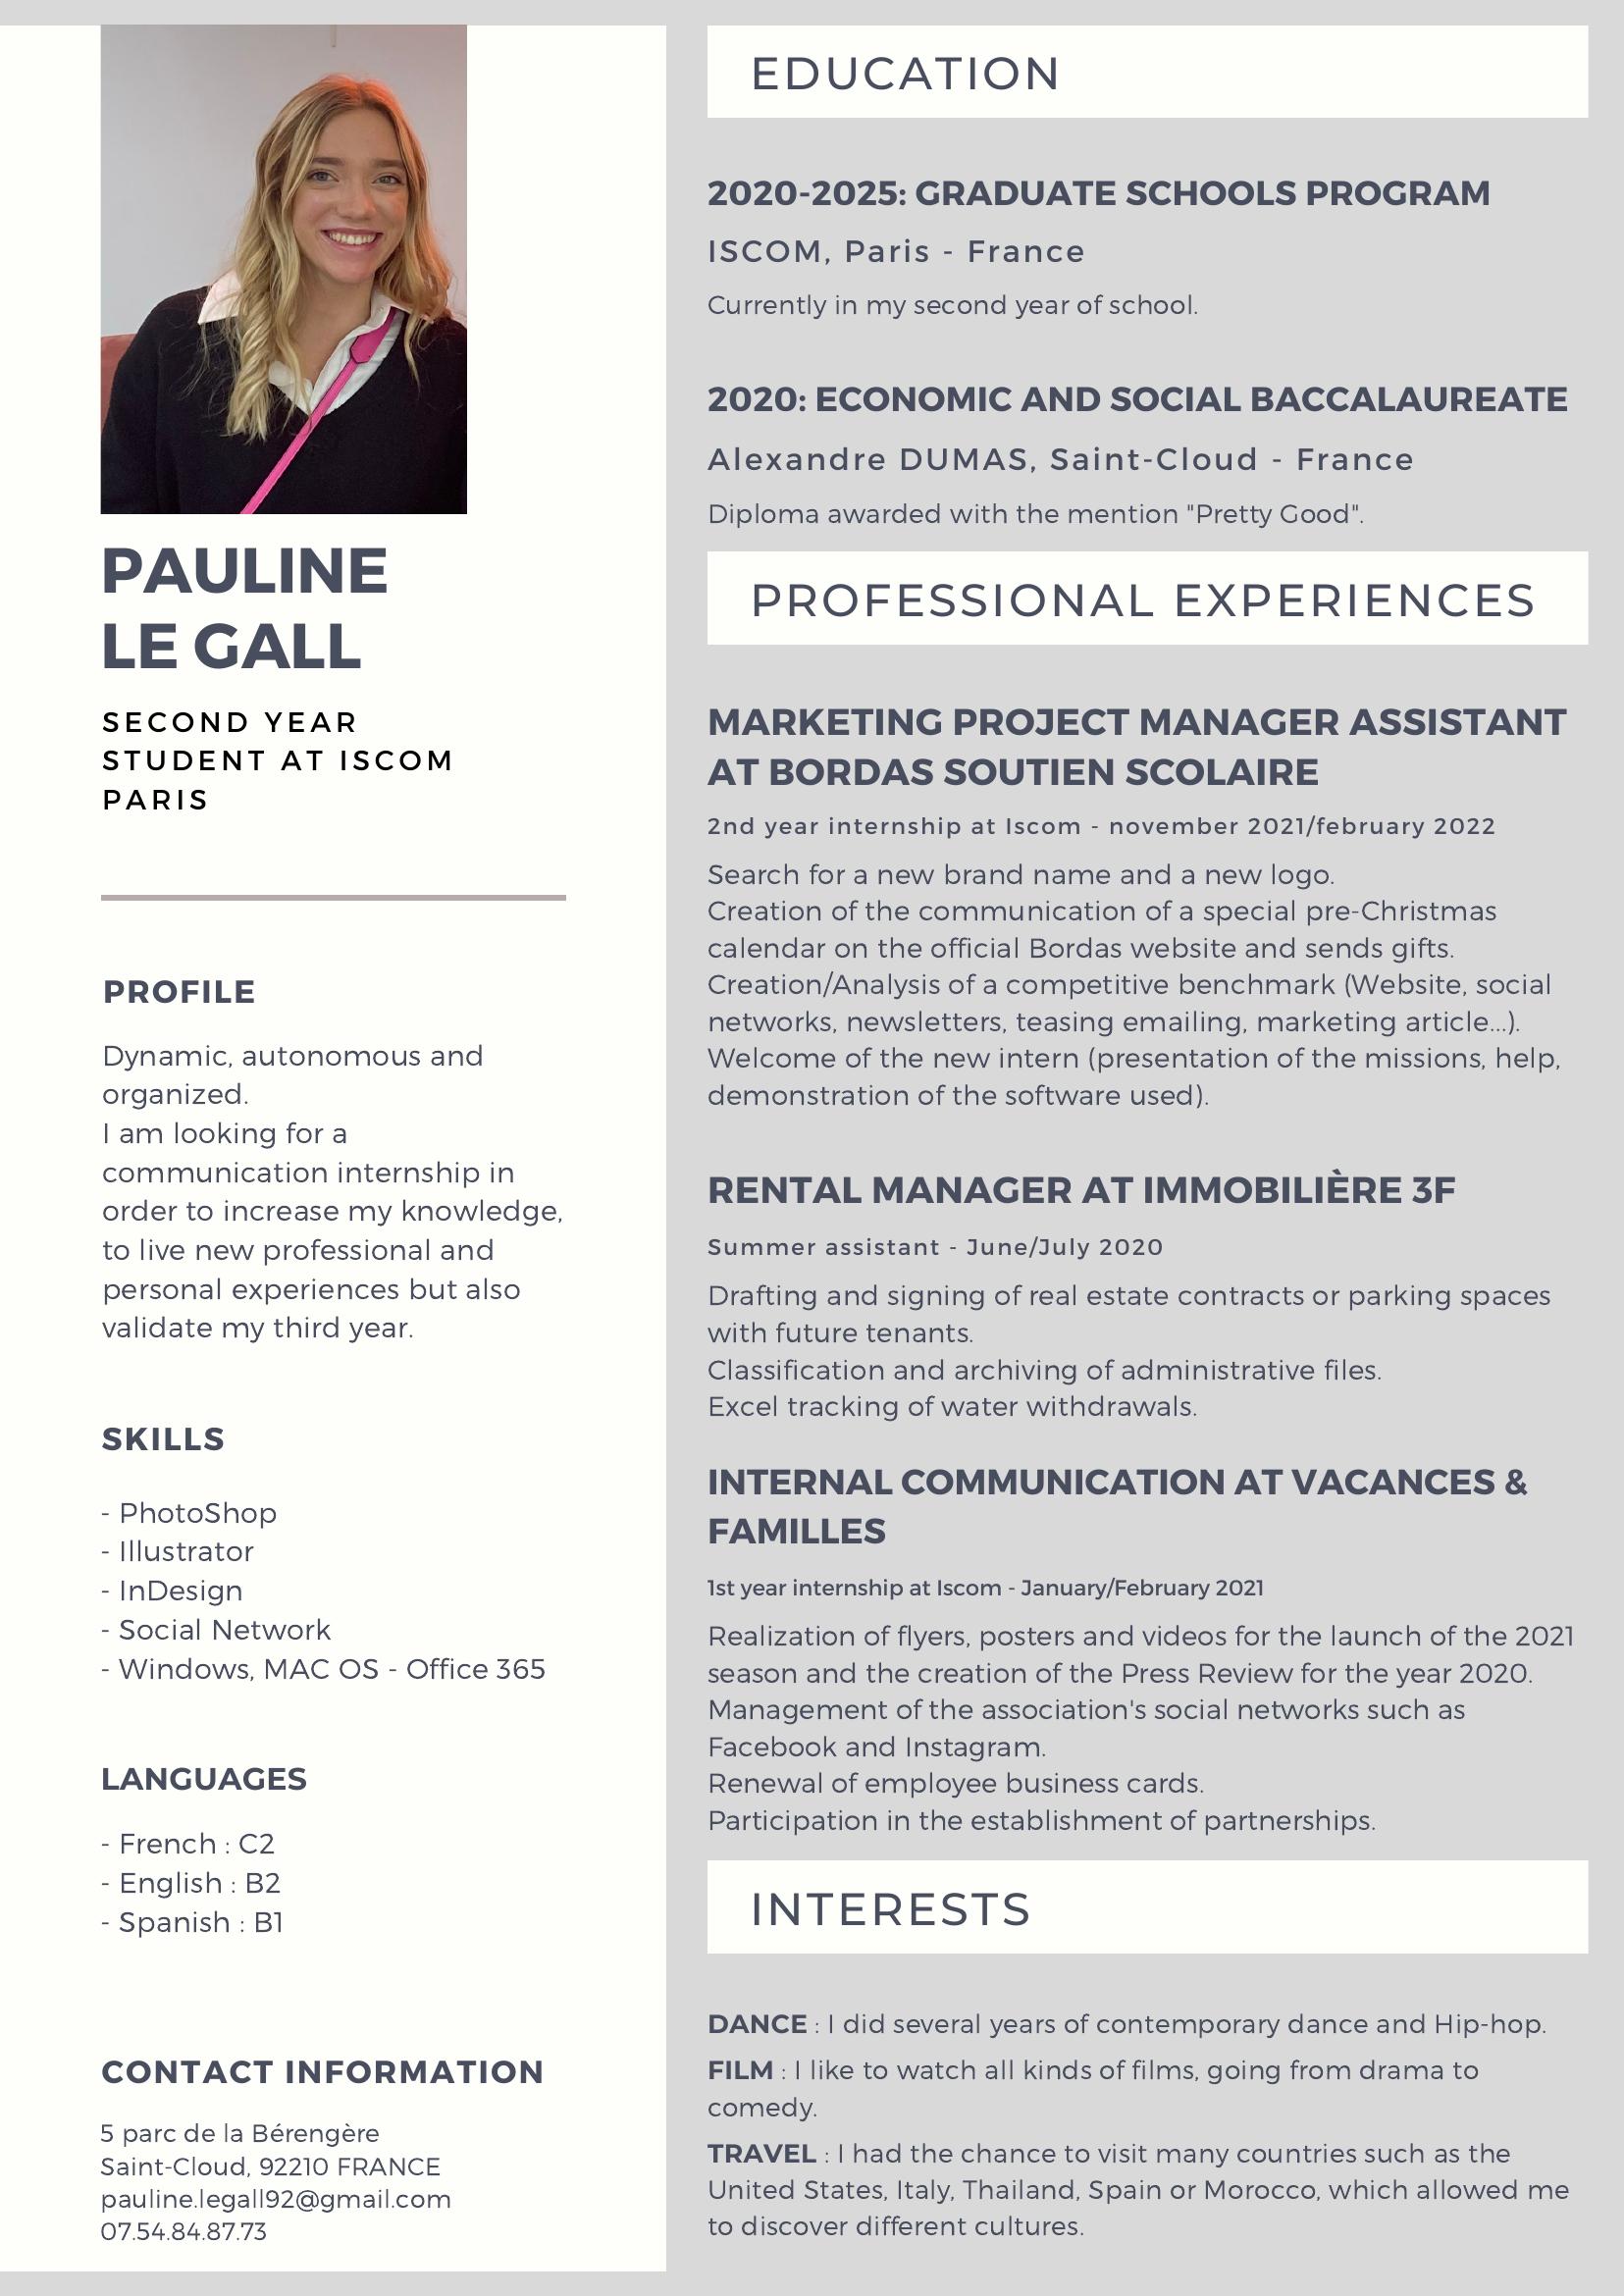 PAULINE
LE GALL
SECOND YEAR
STUDENT AT ISCOM
PARIS
PROFILE
Dynamic, autonomous and
organized.
I am looking for a
communication internship in
order to increase my knowledge,
to live new professional and
personal experiences but also
validate my third year.
SKILLS
- PhotoShop
- Illustrator
- InDesign
- Social Network
- Windows, MAC OS - Office 365
LANGUAGES
- French : C2
- English : B2
- Spanish : B1
CONTACT INFORMATION
5 parc de la Bérengère
Saint-Cloud, 92210 FRANCE
pauline.legall92@gmail.com
07.54.84.87.73
EDUCATION
2020-2025: GRADUATE SCHOOLS PROGRAM
ISCOM, Paris - France
Currently in my second year of school.
2020: ECONOMIC AND SOCIAL BACCALAUREATE
Alexandre DUMAS, Saint-Cloud - France
Diploma awarded with the mention "Pretty Good".
PROFESSIONAL EXPERIENCES
MARKETING PROJECT MANAGER ASSISTANT
AT BORDAS SOUTIEN SCOLAIRE
2nd year internship at Iscom - november 2021/february 2022
Search for a new brand name and a new logo.
Creation of the communication of a special pre-Christmas
calendar on the official Bordas website and sends gifts.
Creation/Analysis of a competitive benchmark (Website, social
networks, newsletters, teasing emailing, marketing article...).
Welcome of the new intern (presentation of the missions, help,
demonstration of the software used).
RENTAL MANAGER AT IMMOBILIÈRE 3F
Summer assistant - June/July 2020
Drafting and signing of real estate contracts or parking spaces
with future tenants.
Classification and archiving of administrative files.
Excel tracking of water withdrawals.
INTERNAL COMMUNICATION AT VACANCES &
FAMILLES
1st year internship at Iscom - January/February 2021
Realization of flyers, posters and videos for the launch of the 2021
season and the creation of the Press Review for the year 2020.
Management of the association's social networks such as
Facebook and Instagram.
Renewal of employee business cards.
Participation in the establishment of partnerships.
INTERESTS
DANCE : I did several years of contemporary dance and Hip-hop.
FILM : I like to watch all kinds of films, going from drama to
comedy.
TRAVEL : I had the chance to visit many countries such as the
United States, Italy, Thailand, Spain or Morocco, which allowed me
to discover different cultures.